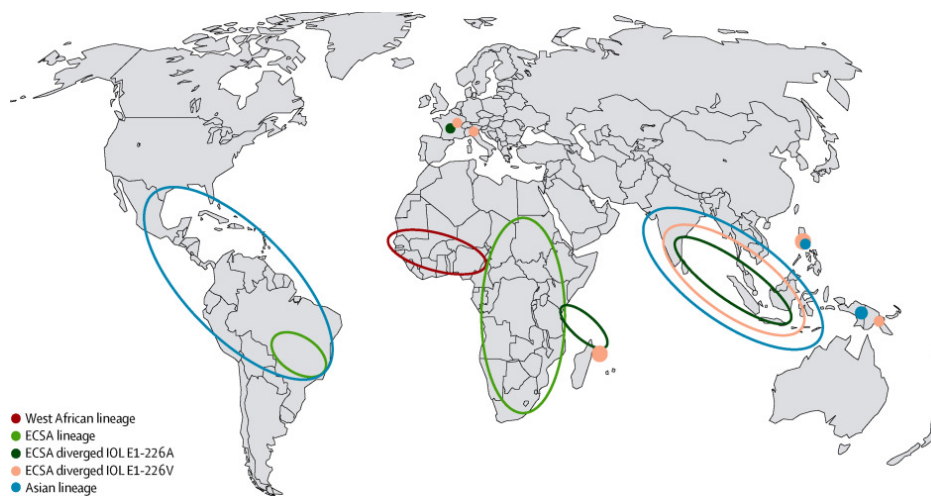 West African lineage
ECSA lineage
ECSA diverged IOL E1-226A
ECSA diverged IOL E1-226V
Asian lineage